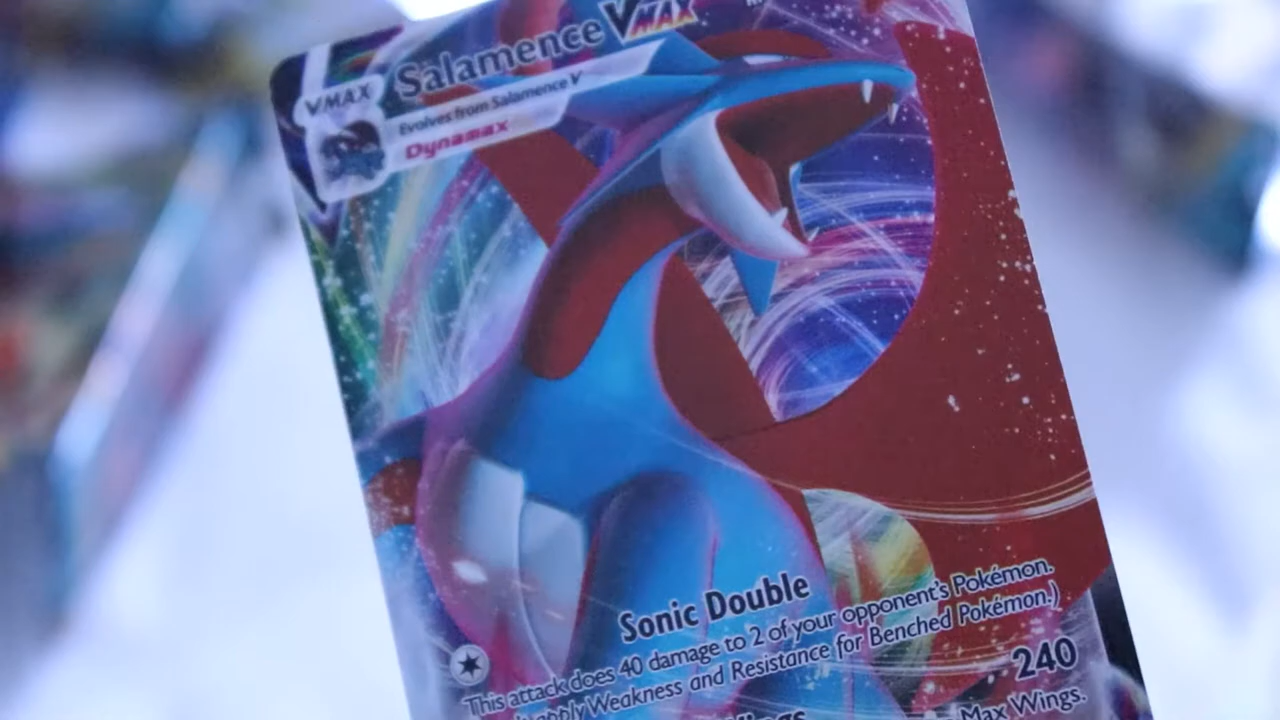 Salamence VMAX
VMAX
Evolves from Salamence V
Dynamax
Sonic Double
This attack does 40 damage to 2 of your opponent's Pokémon.
apply Weakness and Resistance for Benched Pokémon.)
240
Wings
Max Wings.